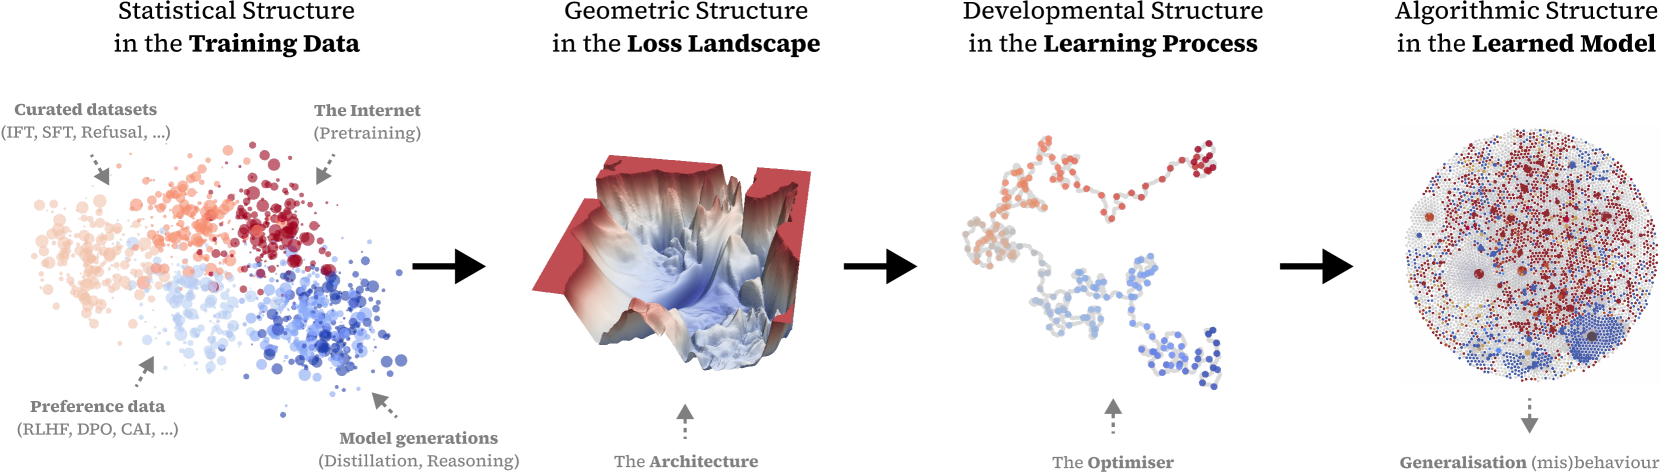 Statistical Structure
in the Training Data
Geometric Structure
in the Loss Landscape
Developmental Structure
in the Learning Process
Algorithmic Structure
in the Learned Model
Curated datasets
(IFT, SFT, Refusal, ...)
The Internet
(Pretraining)
Preference data
(RLHF, DPO, CAI, ...)
Model generations
(Distillation, Reasoning)
The Architecture
The Optimiser
Generalisation (mis)behaviour